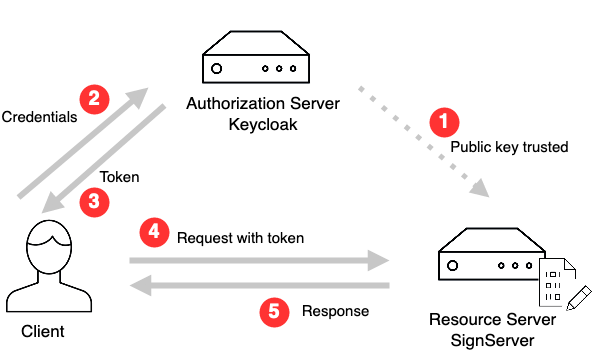 2
Credentials
Authorization Server
Keycloak
1
Public key trusted
Token
3
4
Request with token
5
Response
Client
Resource Server
SignServer